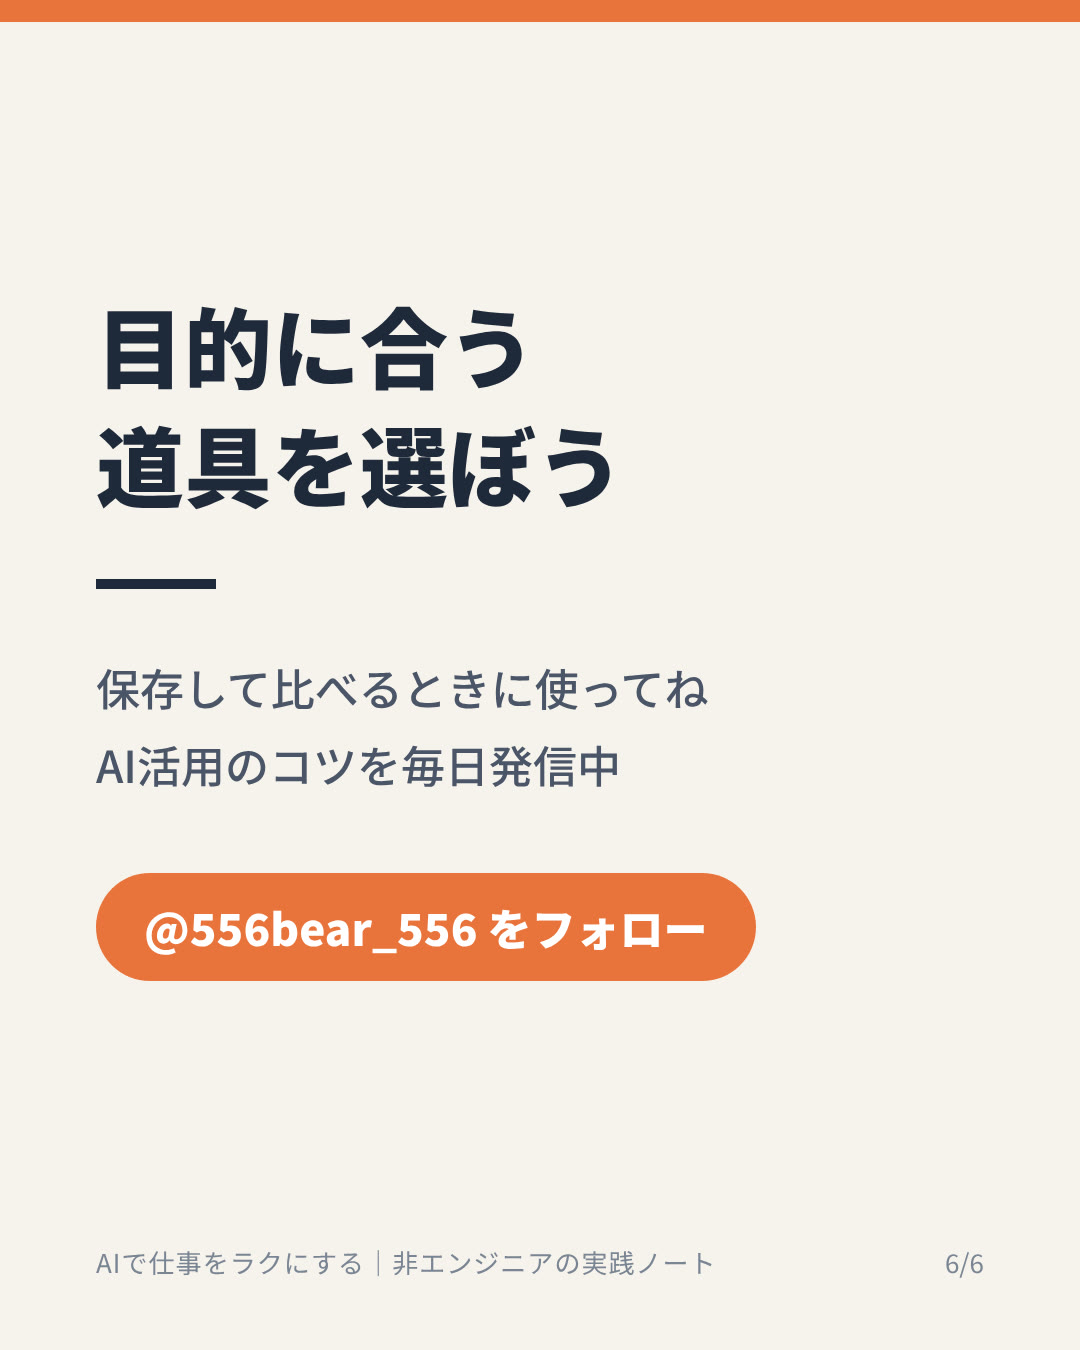 目的に合う
道具を選ぼう
保存して比べるときに使ってね
AI活用のコツを毎日発信中
@556bear_556 をフォロー
AIで仕事をラクにする｜非エンジニアの実践ノート
6/6